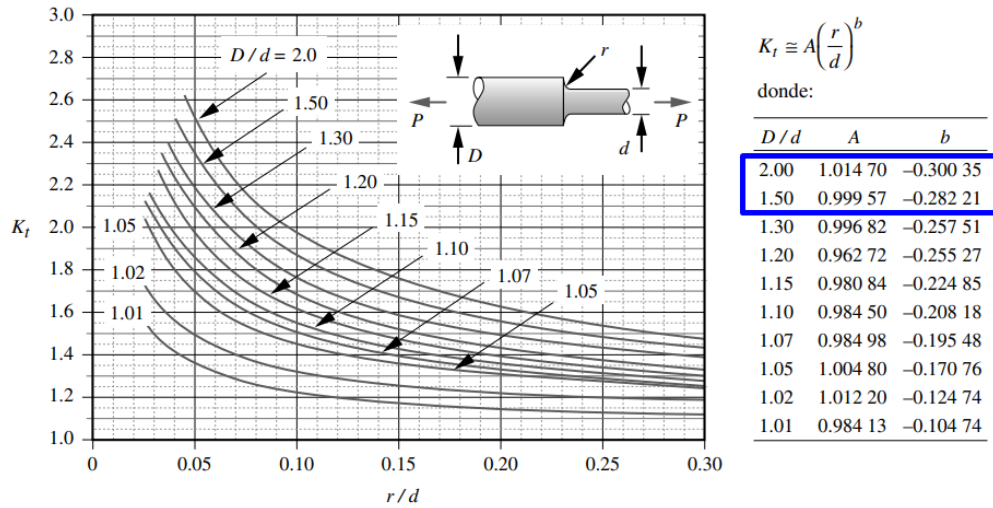 3.0
2.8
2.6
2.4
2.2
2.0
1.8
1.6
1.4
1.2
1.0
K_t
0
0.05
0.10
0.15
0.20
0.25
0.30
r / d
D / d = 2.0
1.50
1.30
1.20
1.15
1.10
1.07
1.05
1.05
1.02
1.01
r
P
D
d
P
K_t ≅ A(r/d)^b
donde:
D / d A b
2.00 1.014 70 –0.300 35
1.50 0.999 57 –0.282 21
1.30 0.996 82 –0.257 51
1.20 0.962 72 –0.255 27
1.15 0.980 84 –0.224 85
1.10 0.984 50 –0.208 18
1.07 0.984 98 –0.195 48
1.05 1.004 80 –0.170 76
1.02 1.012 20 –0.124 74
1.01 0.984 13 –0.104 74